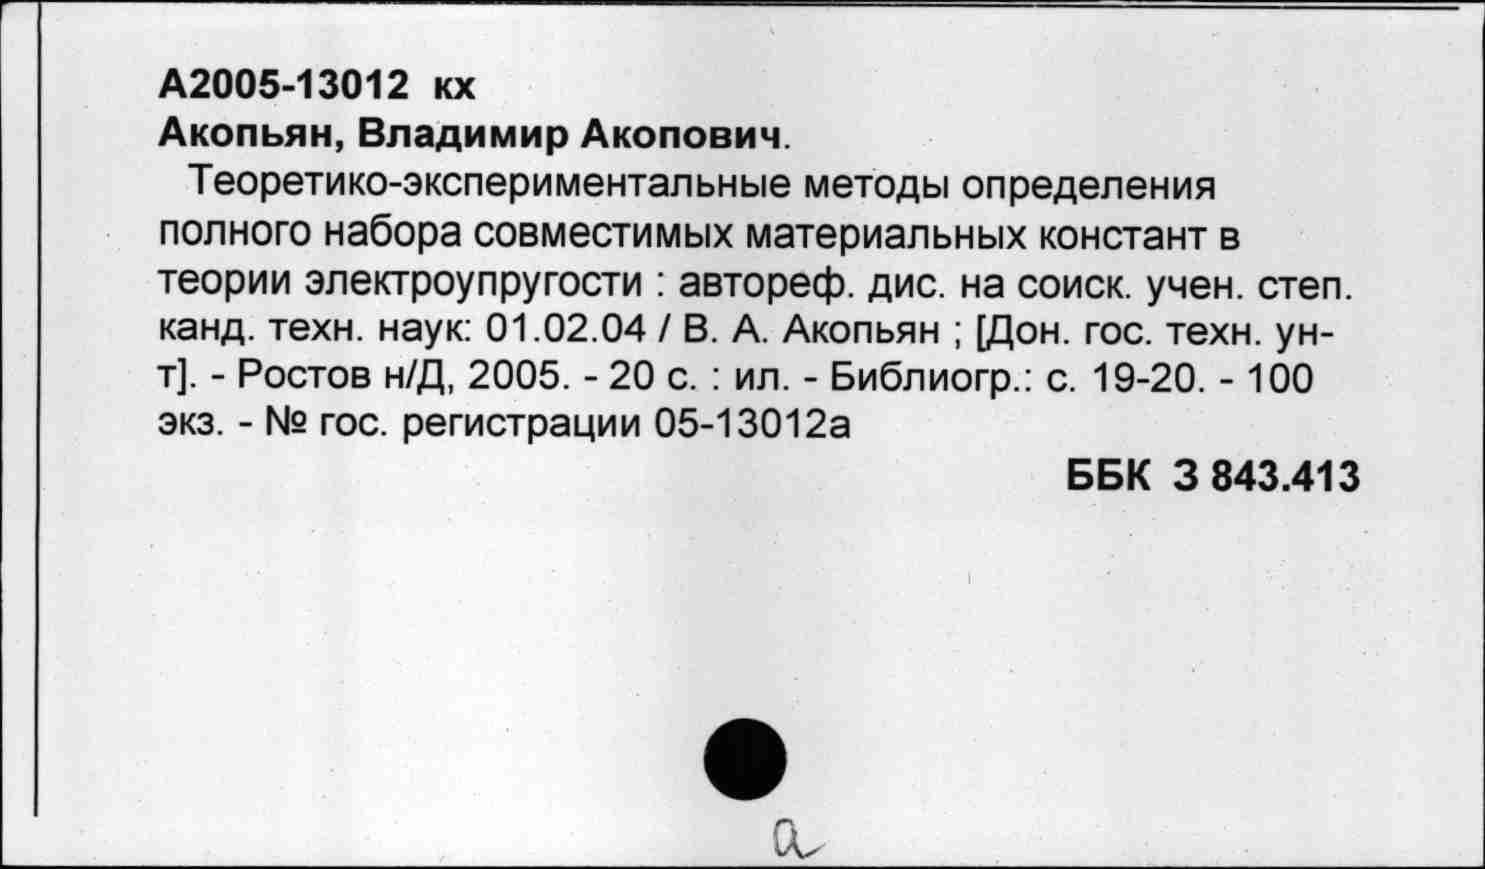 А2005-13012 кх
Акопьян, Владимир Акопович.
Теоретико-экспериментальные методы определения
полного набора совместимых материальных констант в
теории электроупругости : автореф. дис. на соиск. учен. степ.
канд. техн. наук: 01.02.04 / В. А. Акопьян ; [Дон. гос. техн. ун-
т]. - Ростов н/Д, 2005. - 20 с. : ил. - Библиогр.: с. 19-20. - 100
экз. - № гос. регистрации 05-13012а
ББК З 843.413
а